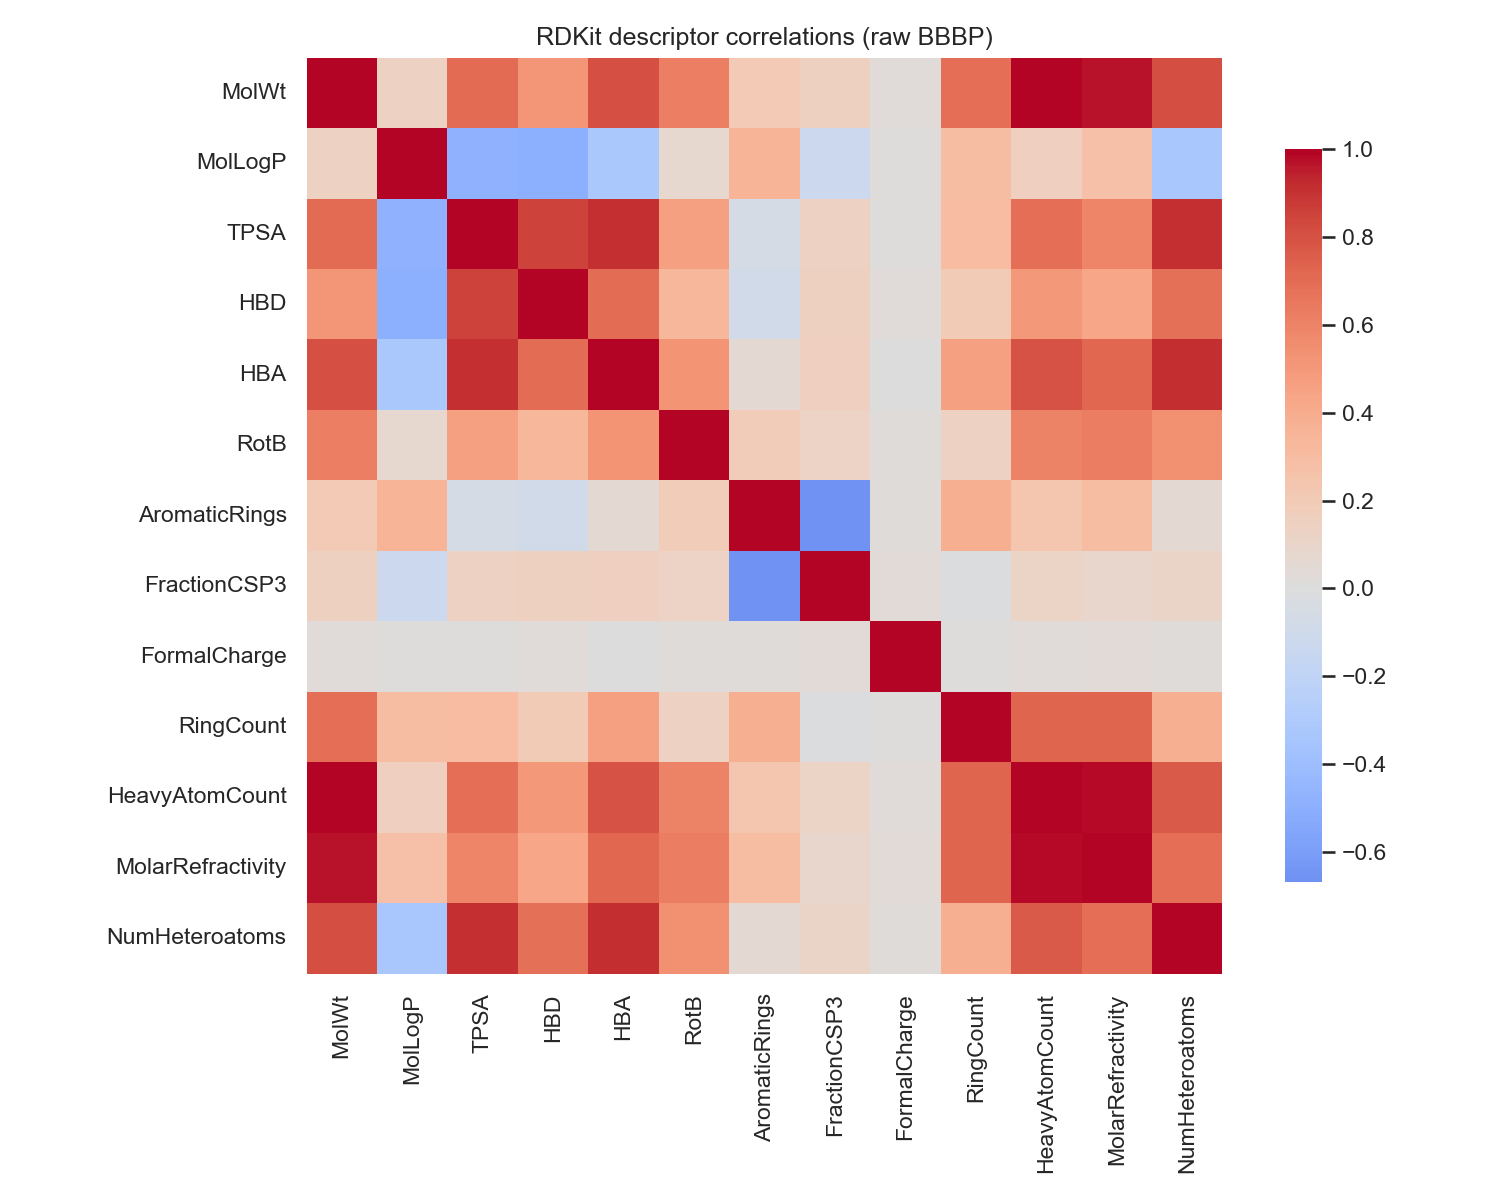 RDKit descriptor correlations (raw BBBP)
MolWt
MolLogP
TPSA
HBD
HBA
RotB
AromaticRings
FractionCSP3
FormalCharge
RingCount
HeavyAtomCount
MolarRefractivity
NumHeteroatoms
MolWt
MolLogP
TPSA
HBD
HBA
RotB
AromaticRings
FractionCSP3
FormalCharge
RingCount
HeavyAtomCount
MolarRefractivity
NumHeteroatoms
1.0
0.8
0.6
0.4
0.2
0.0
−0.2
−0.4
−0.6